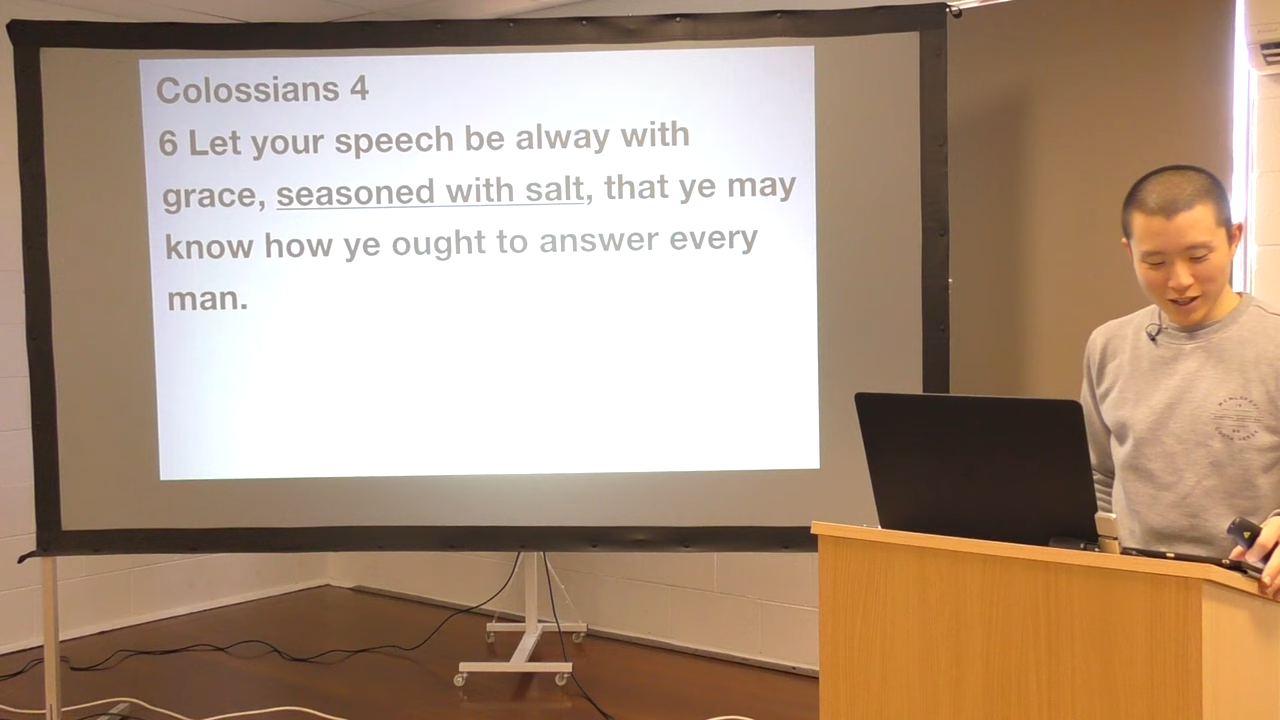 Colossians 4
6 Let your speech be alway with
grace, seasoned with salt, that ye may
know how ye ought to answer every
man.